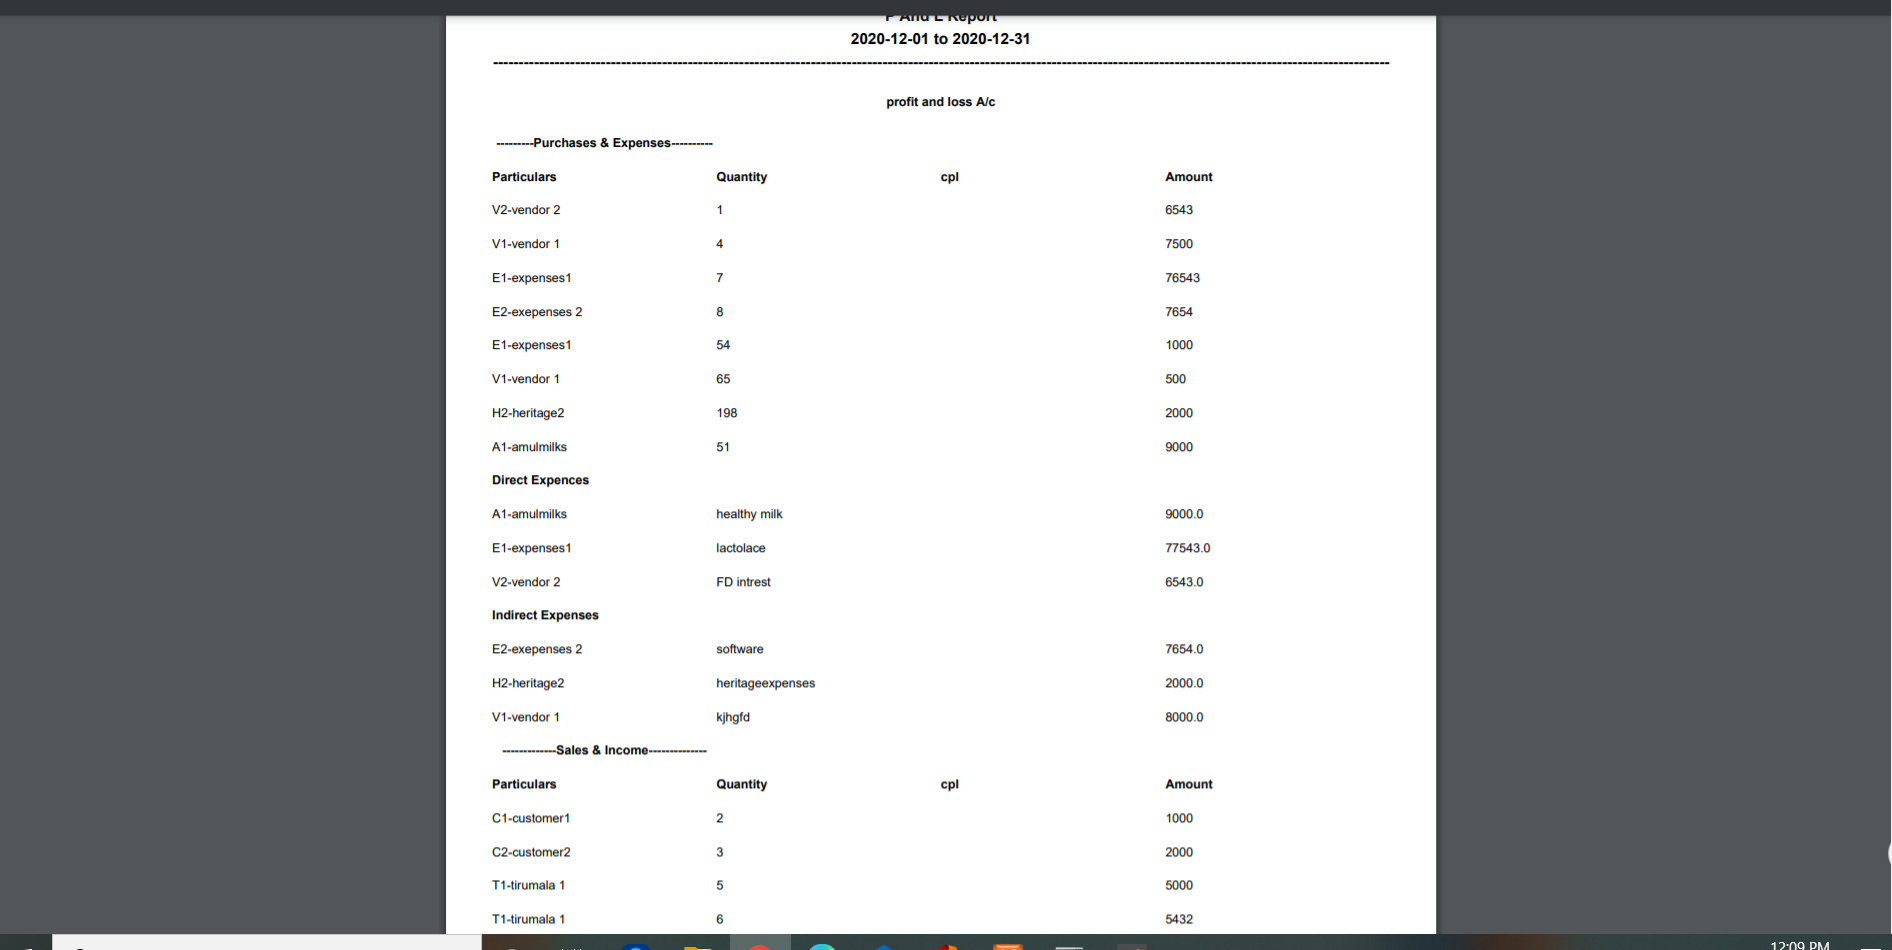 P And L Report
2020-12-01 to 2020-12-31
profit and loss A/c
---------Purchases & Expenses----------
Particulars Quantity cpl Amount
V2-vendor 2 1 6543
V1-vendor 1 4 7500
E1-expenses1 7 76543
E2-exepenses 2 8 7654
E1-expenses1 54 1000
V1-vendor 1 65 500
H2-heritage2 198 2000
A1-amulmilks 51 9000
Direct Expences
A1-amulmilks healthy milk 9000.0
E1-expenses1 lactolace 77543.0
V2-vendor 2 FD intrest 6543.0
Indirect Expenses
E2-exepenses 2 software 7654.0
H2-heritage2 heritageexpenses 2000.0
V1-vendor 1 kjhgfd 8000.0
-------------Sales & Income--------------
Particulars Quantity cpl Amount
C1-customer1 2 1000
C2-customer2 3 2000
T1-tirumala 1 5 5000
T1-tirumala 1 6 5432
12:09 PM